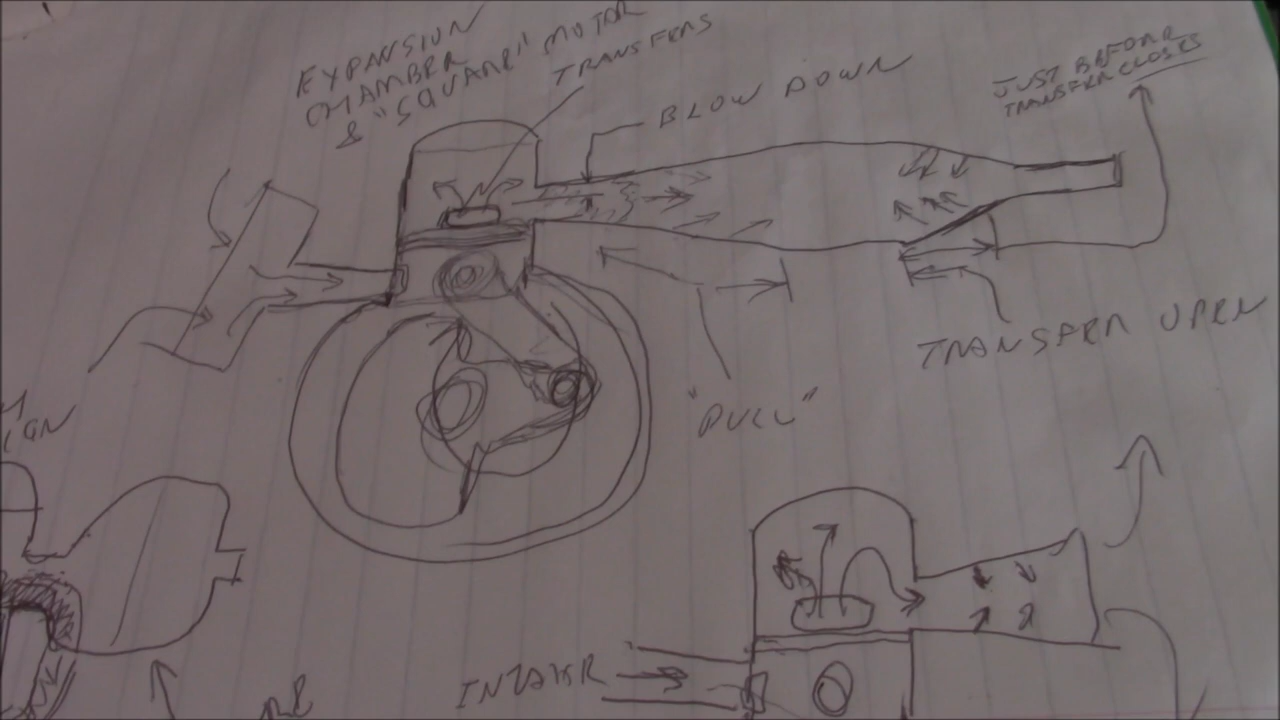 EXPANSION
CHAMBER
& "SQUARE" MOTOR
TRANSFERS
BLOW DOWN
JUST BEFORE
TRANSFER CLOSES
TRANSFER OPEN
"PULL"
INTAKE